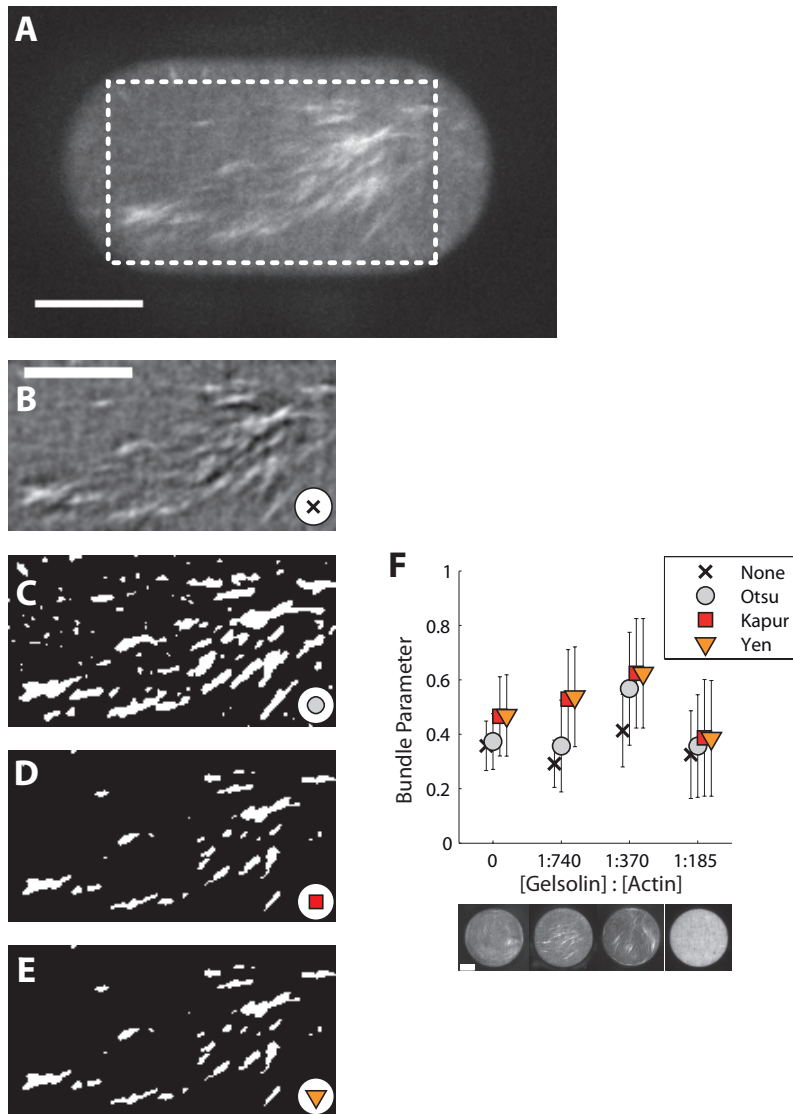 A
B
C
D
E
F
None
Otsu
Kapur
Yen
1
0.8
0.6
0.4
0.2
0
Bundle Parameter
0 1:740 1:370 1:185
[Gelsolin] : [Actin]